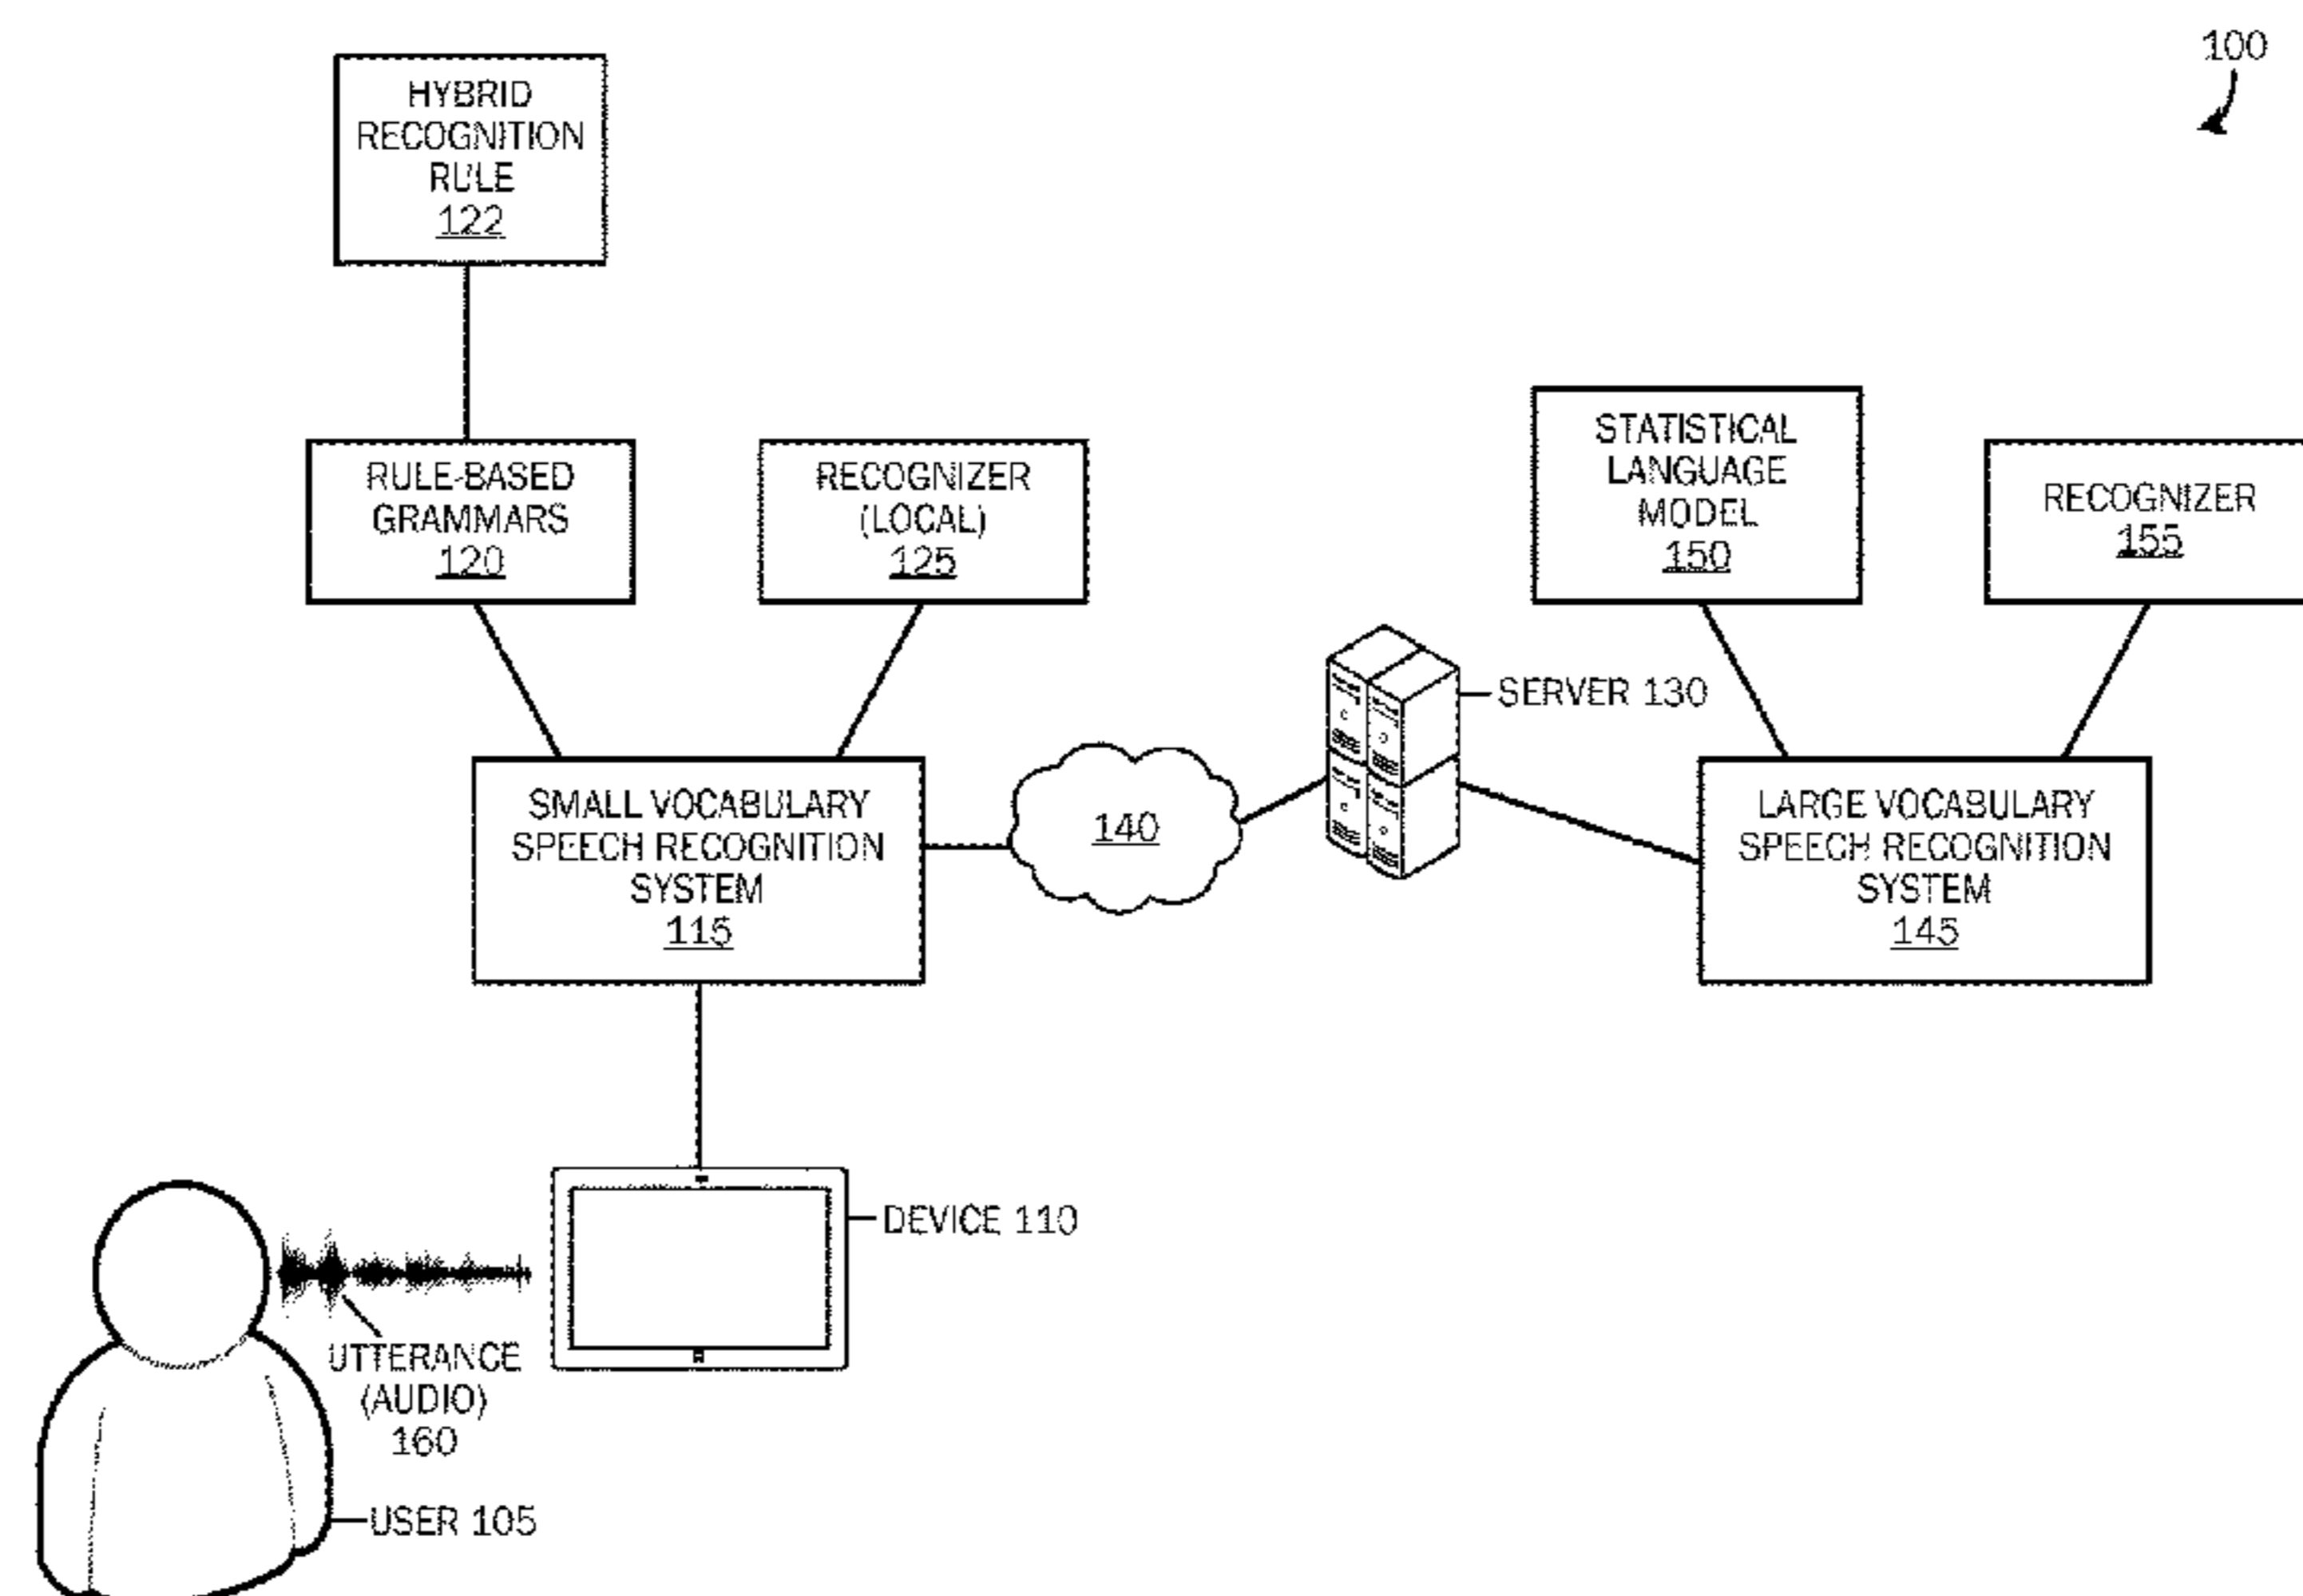 100
HYBRID
RECOGNITION
RULE
122
RULE-BASED
GRAMMARS
120
RECOGNIZER
(LOCAL)
125
STATISTICAL
LANGUAGE
MODEL
150
RECOGNIZER
155
SERVER 130
SMALL VOCABULARY
SPEECH RECOGNITION
SYSTEM
115
140
LARGE VOCABULARY
SPEECH RECOGNITION
SYSTEM
145
DEVICE 110
UTTERANCE
(AUDIO)
160
USER 105